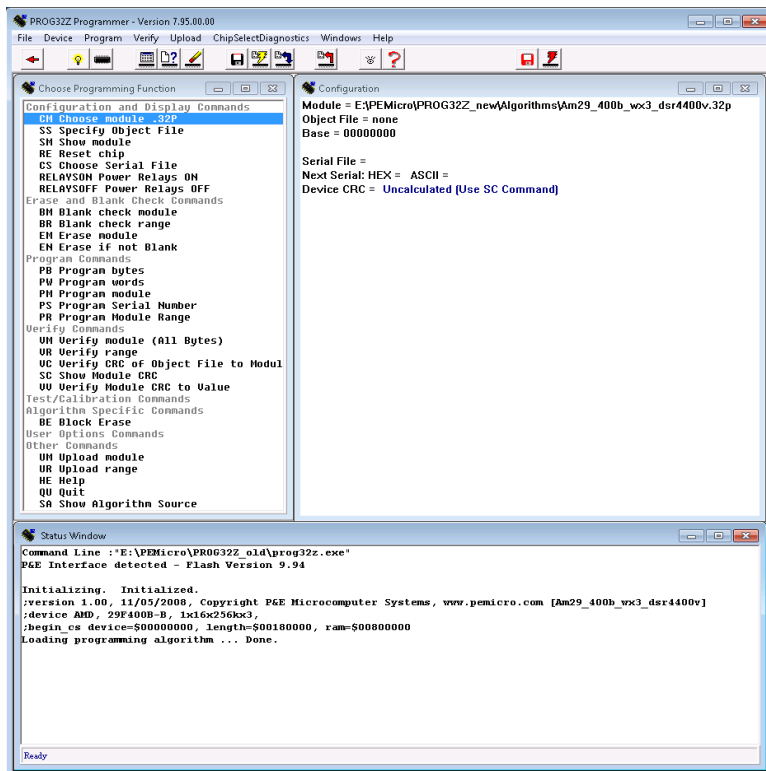 PROG32Z Programmer - Version 7.95.00.00
File Device Program Verify Upload ChipSelectDiagnostics Windows Help
Choose Programming Function
Configuration and Display Commands
CM Choose module .32P
SS Specify Object File
SM Show module
RE Reset chip
CS Choose Serial File
RELAYSON Power Relays ON
RELAYSOFF Power Relays OFF
Erase and Blank Check Commands
BM Blank check module
BR Blank check range
EM Erase module
EN Erase if not Blank
Program Commands
PB Program bytes
PW Program words
PM Program module
PS Program Serial Number
PR Program Module Range
Verify Commands
VM Verify module (All Bytes)
VR Verify range
VC Verify CRC of Object File to Modul
SC Show Module CRC
VV Verify Module CRC to Value
Test/Calibration Commands
Algorithm Specific Commands
BE Block Erase
User Options Commands
Other Commands
UM Upload module
UR Upload range
HE Help
QU Quit
SA Show Algorithm Source
Configuration
Module = E:\PEMicro\PROG32Z_new\Algorithms\Am29_400b_wx3_dsr4400v.32p
Object File = none
Base = 00000000
Serial File =
Next Serial: HEX = ASCII =
Device CRC = Uncalculated (Use SC Command)
Status Window
Command Line :"E:\PEMicro\PROG32Z_old\prog32z.exe"
P&E Interface detected - Flash Version 9.94
Initializing. Initialized.
;version 1.00, 11/05/2008, Copyright P&E Microcomputer Systems, www.pemicro.com [Am29_400b_wx3_dsr4400v]
;device AMD, 29F400B-B, 1x16x256kx3,
;begin_cs device=$00000000, length=$00180000, ram=$00800000
Loading programming algorithm ... Done.
Ready